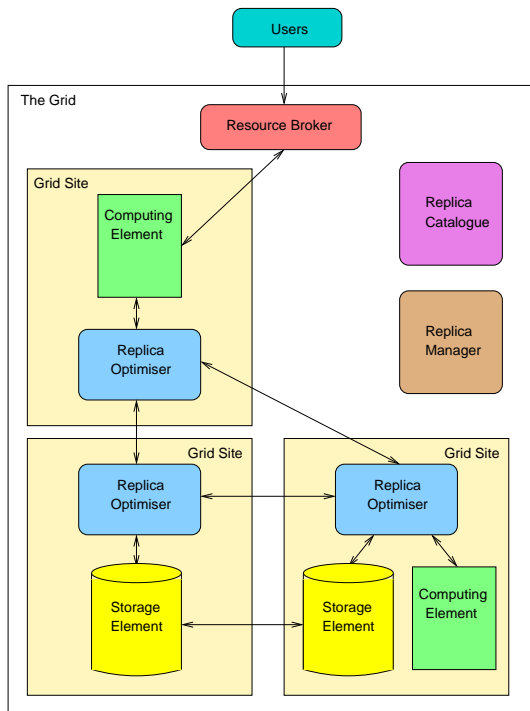 Users
The Grid
Resource Broker
Grid Site
Computing
Element
Replica
Catalogue
Replica
Optimiser
Replica
Manager
Grid Site
Replica
Optimiser
Storage
Element
Grid Site
Replica
Optimiser
Storage
Element
Computing
Element